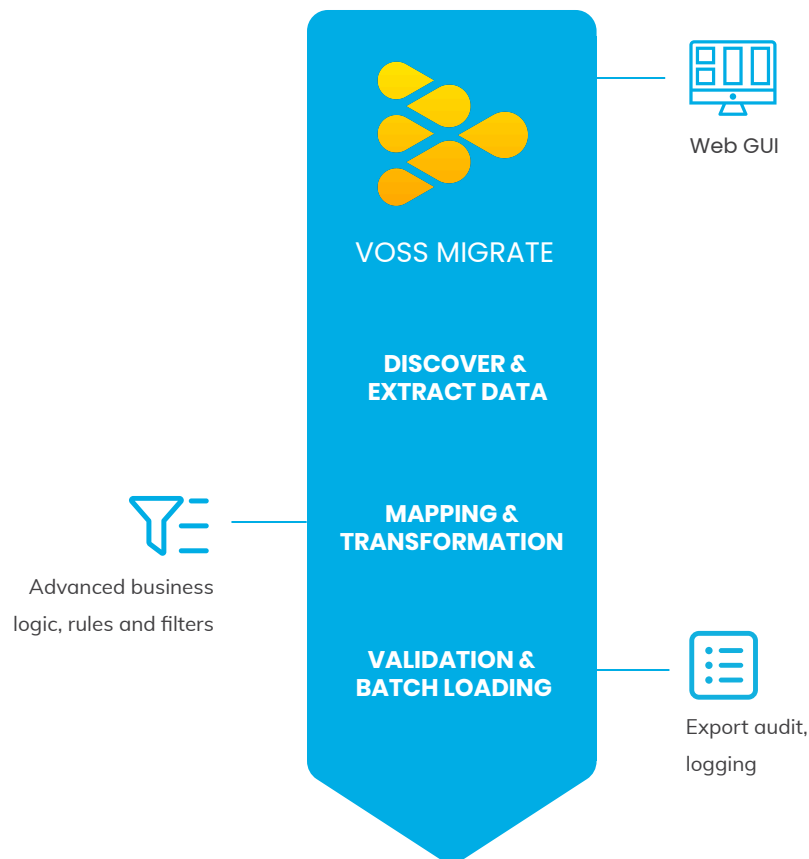 Web GUI
VOSS MIGRATE
DISCOVER &
EXTRACT DATA
MAPPING &
TRANSFORMATION
Advanced business
logic, rules and filters
VALIDATION &
BATCH LOADING
Export audit,
logging